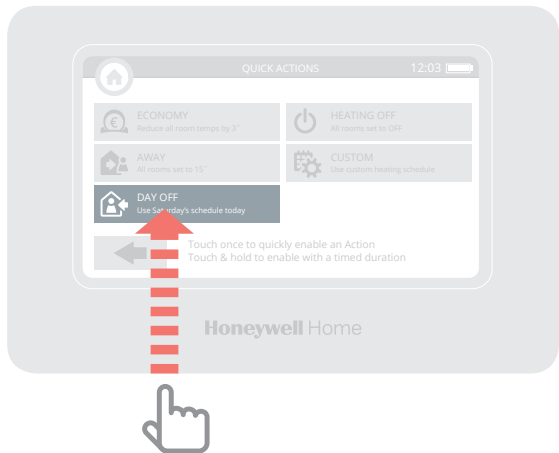 QUICK ACTIONS 12:03
ECONOMY
Reduce all room temps by 3°
HEATING OFF
All rooms set to OFF
AWAY
All rooms set to 15°
CUSTOM
Use custom heating schedule
DAY OFF
Use Saturday's schedule today
Touch once to quickly enable an Action
Touch & hold to enable with a timed duration
Honeywell Home